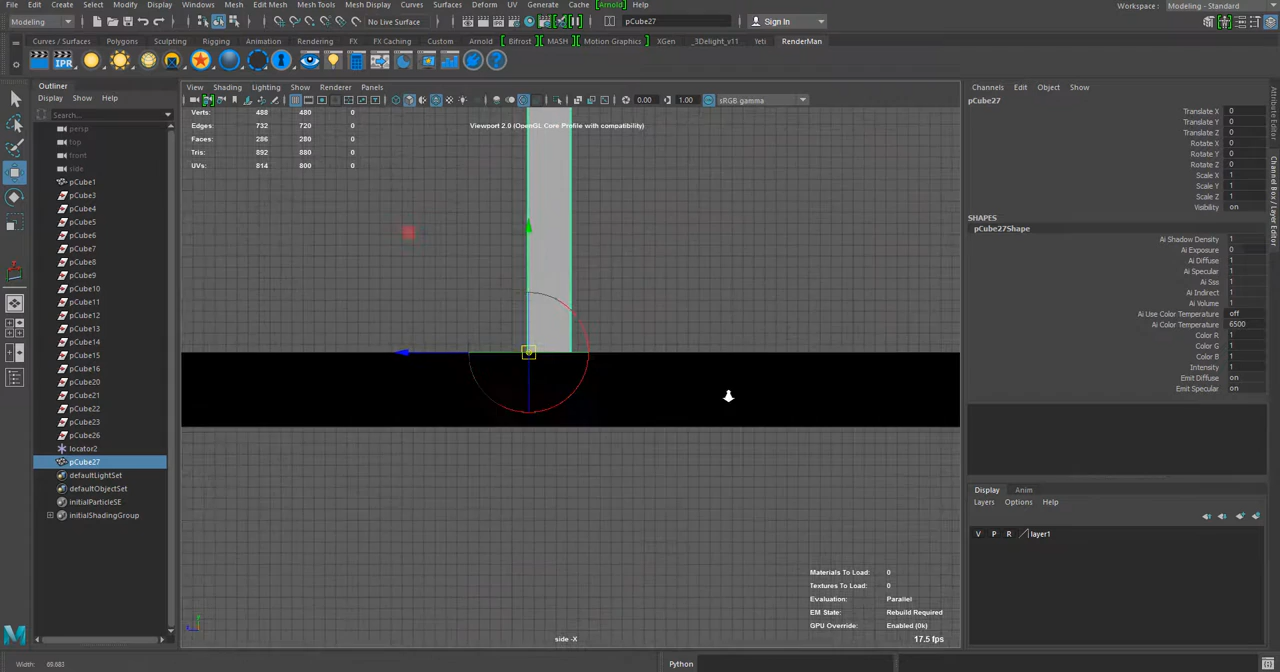 File Edit Create Select Modify Display Windows Mesh Edit Mesh Mesh Tools Mesh Display Curves Surfaces Deform UV Generate Cache [Arnold] Help
Workspace : Modeling - Standard
Modeling No Live Surface pCube27 Sign In
Curves / Surfaces Polygons Sculpting Rigging Animation Rendering FX FX Caching Custom Arnold Bifrost MASH Motion Graphics XGen _3Delight_v11 Yeti RenderMan
IPR
Outliner
Display Show Help
Search...
persp
top
front
side
pCube1
pCube3
pCube4
pCube5
pCube6
pCube7
pCube8
pCube9
pCube10
pCube11
pCube12
pCube13
pCube14
pCube15
pCube16
pCube20
pCube21
pCube22
pCube23
pCube26
locator2
pCube27
defaultLightSet
defaultObjectSet
initialParticleSE
initialShadingGroup
View Shading Lighting Show Renderer Panels
0.00 1.00 sRGB gamma
Verts: 488 480 0
Edges: 732 720 0
Faces: 286 280 0
Tris: 892 880 0
UVs: 814 800 0
Viewport 2.0 (OpenGL Core Profile with compatibility)
Materials To Load: 0
Textures To Load: 0
Evaluation: Parallel
EM State: Rebuild Required
GPU Override: Enabled (0k)
17.5 fps
side -X
Channels Edit Object Show
pCube27
Translate X 0
Translate Y 0
Translate Z 0
Rotate X 0
Rotate Y 0
Rotate Z 0
Scale X 1
Scale Y 1
Scale Z 1
Visibility on
SHAPES
pCube27Shape
Ai Shadow Density 1
Ai Exposure 0
Ai Diffuse 1
Ai Specular 1
Ai Sss 1
Ai Indirect 1
Ai Volume 1
Ai Use Color Temperature off
Ai Color Temperature 6500
Color R 1
Color G 1
Color B 1
Intensity 1
Emit Diffuse on
Emit Specular on
Display Anim
Layers Options Help
V P R layer1
Attribute Editor
Channel Box / Layer Editor
Width: 68.683
Python